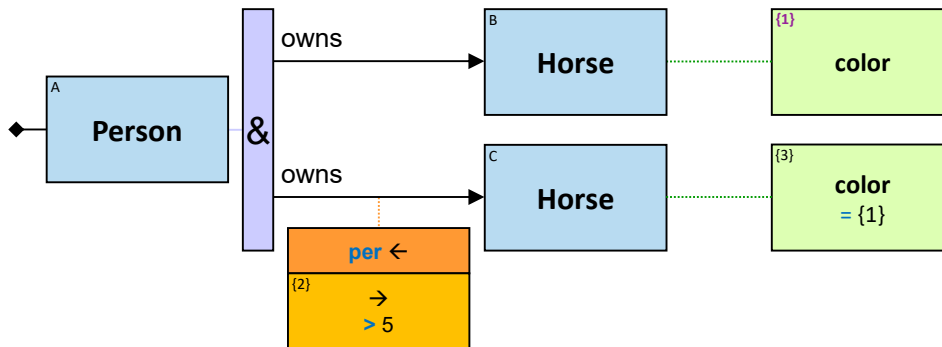 A
Person
&
owns
B
Horse
{1}
color
owns
C
Horse
{3}
color
= {1}
per ←
{2}
→
> 5